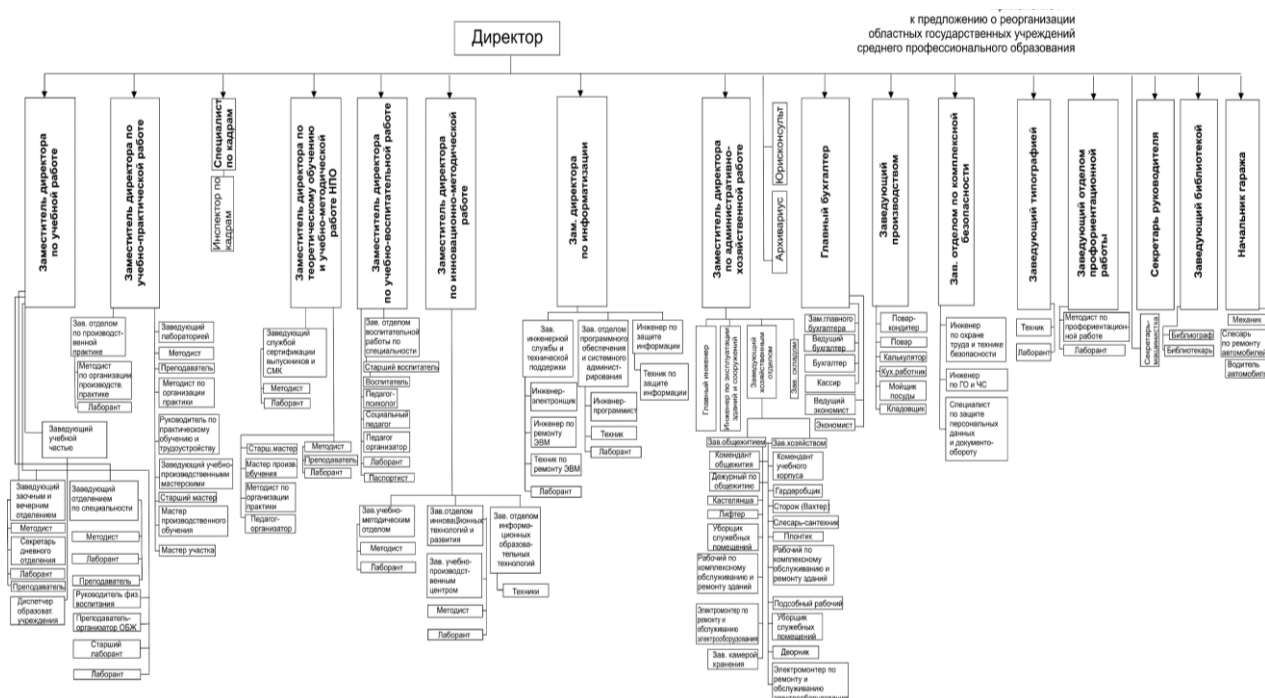 к предложению о реорганизации
областных государственных учреждений
среднего профессионального образования
Директор
Заместитель директора
по учебной работе
Заместитель директора по
учебно-практической работе
Специалист
по кадрам
Инспектор по
кадрам
Заместитель директора по
теоретическому обучению
и учебно-методической
работе НПО
Заместитель директора
по учебно-воспитательной работе
Заместитель директора
по инновационно-методической
работе
Зам. директора
по информатизации
Заместитель директора
по административно-
хозяйственной работе
Юрисконсульт
Архивариус
Главный бухгалтер
Заведующий
производством
Зав. отделом по комплексной
безопасности
Заведующий типографией
Заведующий отделом
профориентационной
работы
Секретарь руководителя
Заведующий библиотекой
Начальник гаража
Зав. отделом
по производст-
венной
практике
Методист
по организации
производств.
практике
Лаборант
Заведующий
учебной
частью
Заведующий
заочным и
вечерним
отделением
Методист
Секретарь
дневного
отделения
Лаборант
Преподаватель
Диспетчер
образоват.
учреждения
Заведующий
отделением
по специальности
Методист
Лаборант
Преподаватель
Руководитель физ.
воспитания
Преподаватель-
организатор ОБЖ
Старший
лаборант
Лаборант
Заведующий
лабораторией
Методист
Преподаватель
Методист по
организации
практики
Руководитель по
практическому
обучению и
трудоустройству
Заведующий учебно-
производственными
мастерскими
Старший мастер
Мастер
производственного
обучения
Мастер участка
Заведующий
службой
сертификации
выпускников и
СМК
Методист
Лаборант
Старш.мастер
Мастер произв.
обучения
Методист по
организации
практики
Педагог-
организатор
Методист
Преподаватель
Лаборант
Зав. отделом
воспитательной
работы по
специальности
Старший воспитатель
Воспитатель
Педагог-
психолог
Социальный
педагог
Педагог
организатор
Лаборант
Паспортист
Зав.учебно-
методическим
отделом
Методист
Лаборант
Зав.отделом
инновационных
технологий и
развития
Зав. учебно-
производст-
венным
центром
Методист
Лаборант
Зав. отделом
информа-
ционных
образова-
тельных
технологий
Техники
Зав.
инженерной
службы и
технической
поддержки
Инженер-
электронщик
Инженер по
ремонту
ЭВМ
Техник по
ремонту ЭВМ
Лаборант
Зав. отделом
программного
обеспечения
и системного
админист-
рирования
Инженер-
программист
Техник
Лаборант
Инженер по
защите
информации
Техник по
защите
информации
Главный инженер
Инженер по эксплуатации
зданий и сооружений
Заведующий
хозяйственным
отделом
Зав. складом
Зав.общежитием
Комендант
общежития
Дежурный по
общежитию
Кастелянша
Лифтер
Уборщик
служебных
помещений
Рабочий по
комплексному
обслуживанию и
ремонту зданий
Электромонтер по
ремонту и
обслуживанию
электрооборудования
Зав. камерой
хранения
Зав.хозяйством
Комендант
учебного
корпуса
Гардеробщик
Сторож (Вахтер)
Слесарь-сантехник
Плонтик
Рабочий по
комплексному
обслуживанию и
ремонту зданий
Подсобный рабочий
Уборщик
служебных
помещений
Дворник
Электромонтер по
ремонту и
обслуживанию
Зам.главного
бухгалтера
Ведущий
бухгалтер
Бухгалтер
Кассир
Ведущий
экономист
Экономист
Повар-
кондитер
Повар
Калькулятор
Кух.работник
Мойщик
посуды
Кладовщик
Инженер
по охране
труда и технике
безопасности
Инженер
по ГО и ЧС
Специалист
по защите
персональных
данных и
документо-
обороту
Техник
Лаборант
Методист по
профориентацион-
ной работе
Лаборант
Секретарь-
машинистка
Библиограф
Библиотекарь
Механик
Слесарь
по ремонту
автомобилей
Водитель
автомобиля